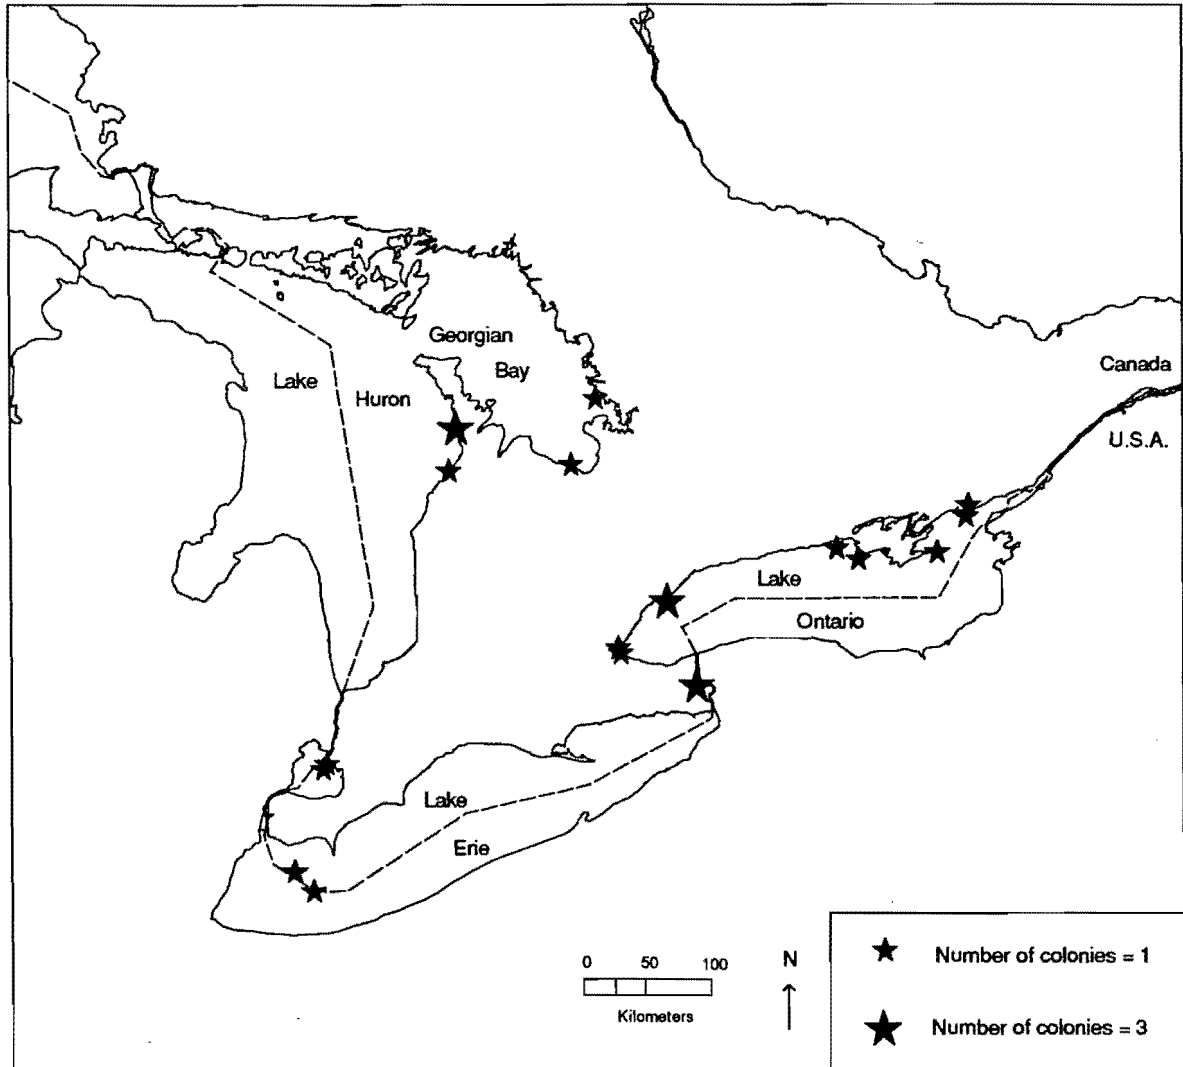 Georgian
Bay
Lake
Huron
Canada
U.S.A.
Lake
Ontario
Lake
Erie
0 50 100
Kilometers
N
Number of colonies = 1
Number of colonies = 3